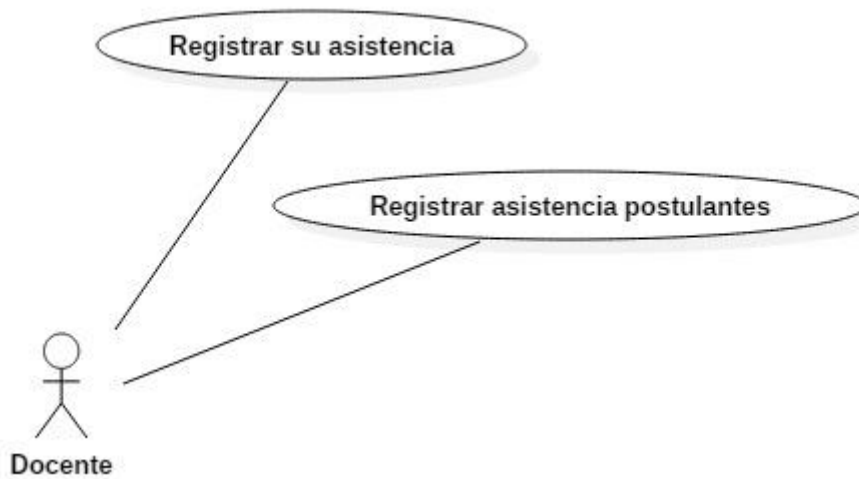 Registrar su asistencia
Registrar asistencia postulantes
Docente